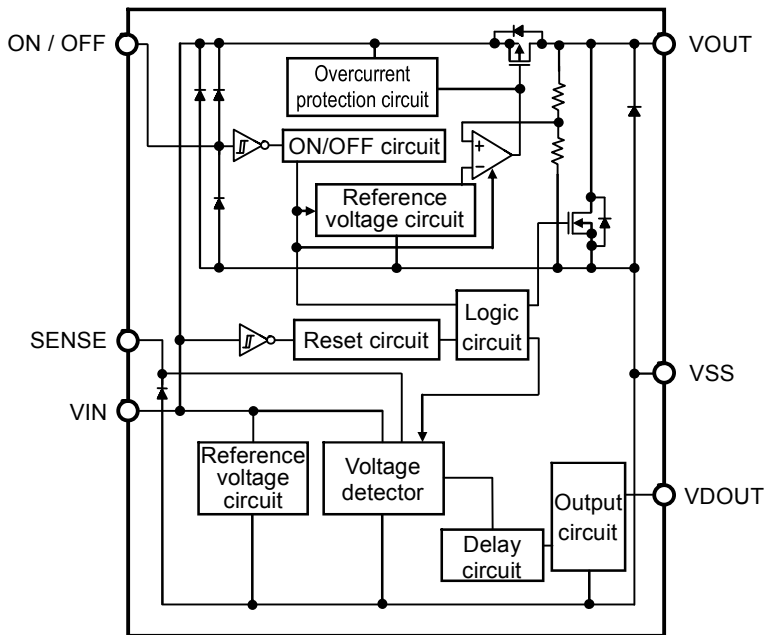 ON / OFF
VOUT
Overcurrent
protection circuit
ON/OFF circuit
+
−
Reference
voltage circuit
Logic
circuit
SENSE
Reset circuit
VSS
VIN
Reference
voltage
circuit
Voltage
detector
Output
circuit
VDOUT
Delay
circuit